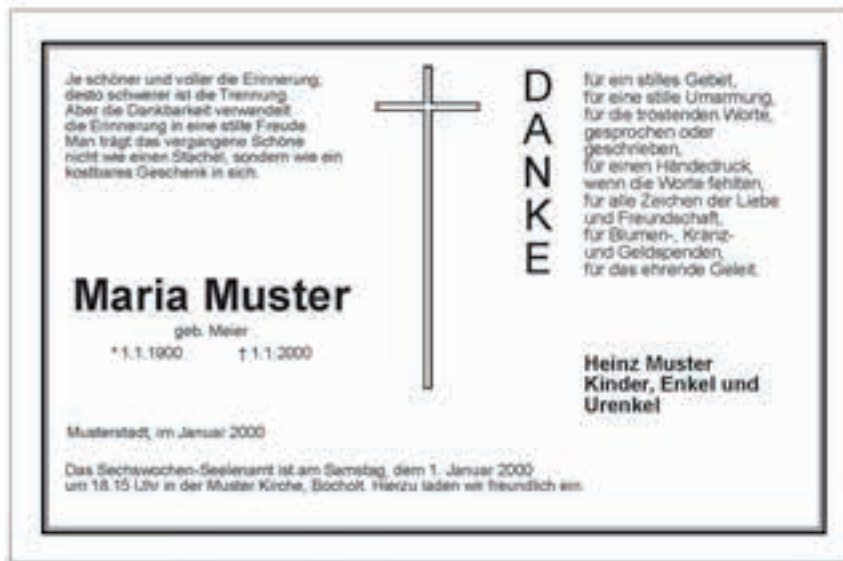 Je schöner und voller die Erinnerung,
desto schwerer ist die Trennung.
Aber die Dankbarkeit verwandelt
die Erinnerung in eine stille Freude.
Man trägt das vergangene Schöne
nicht wie einen Stachel, sondern wie ein
kostbares Geschenk in sich.
Maria Muster
geb. Meier
* 1.1.1900 † 1.1.2000
DANKE
für ein stilles Gebet,
für eine stille Umarmung,
für die tröstenden Worte,
gesprochen oder
geschrieben,
für einen Händedruck,
wenn die Worte fehlten,
für alle Zeichen der Liebe
und Freundschaft,
für Blumen-, Kranz-
und Geldspenden,
für das ehrende Geleit.
Heinz Muster
Kinder, Enkel und
Urenkel
Musterstadt, im Januar 2000
Das Sechswochen-Seelenamt ist am Samstag, dem 1. Januar 2000
um 18.15 Uhr in der Muster Kirche, Bocholt. Hierzu laden wir freundlich ein.